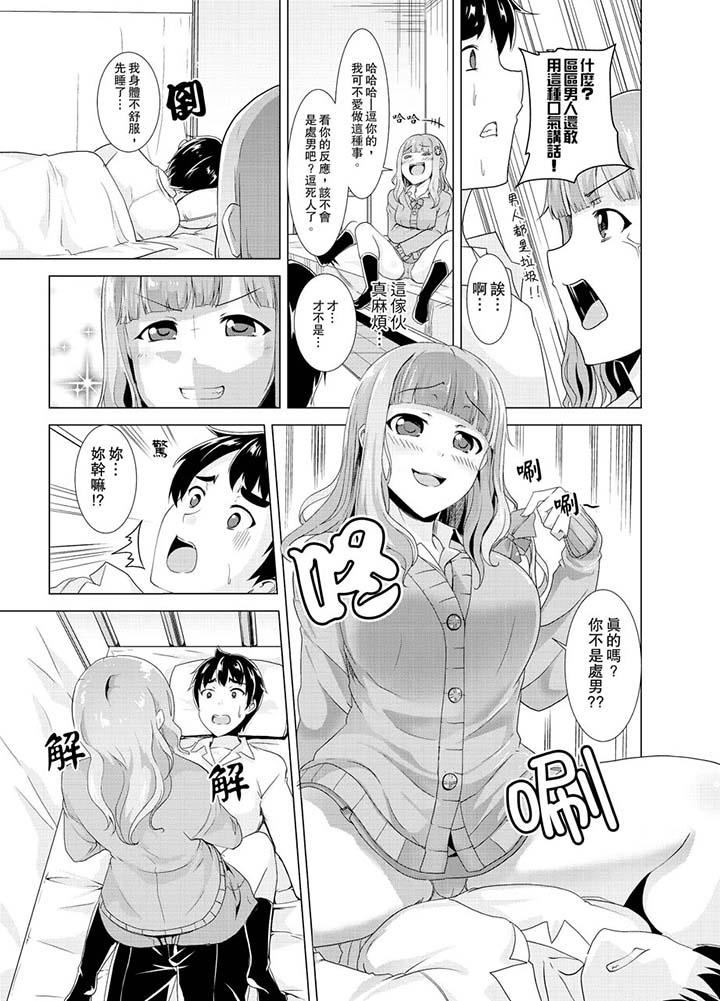 什麼?
區區男人還敢
用這種口氣講話!
男人都是垃圾!!
誒…
啊…
哈哈哈—逗你的,
我可不愛做這種事。
哈哈
看你的反應,該不會
是處男吧?逗死人了。
這傢伙
真麻煩…
才…
才不是…
我身體不舒服,
先睡了…
倒
唰
唰
咚
真的嗎?
你不是處男??
唰
驚
妳…
妳幹嘛!?
解
解